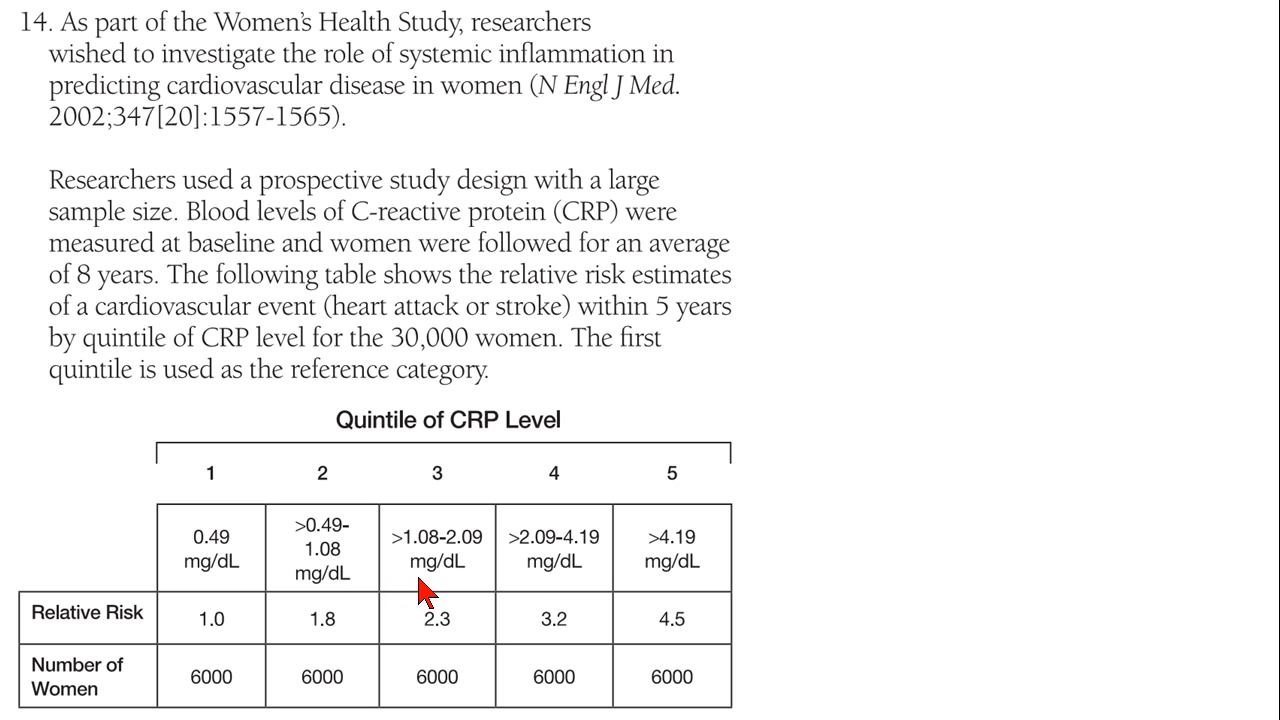 14. As part of the Women's Health Study, researchers
wished to investigate the role of systemic inflammation in
predicting cardiovascular disease in women (N Engl J Med.
2002;347[20]:1557-1565).
Researchers used a prospective study design with a large
sample size. Blood levels of C-reactive protein (CRP) were
measured at baseline and women were followed for an average
of 8 years. The following table shows the relative risk estimates
of a cardiovascular event (heart attack or stroke) within 5 years
by quintile of CRP level for the 30,000 women. The first
quintile is used as the reference category.
Quintile of CRP Level
1 2 3 4 5
0.49 mg/dL >0.49-1.08 mg/dL >1.08-2.09 mg/dL >2.09-4.19 mg/dL >4.19 mg/dL
Relative Risk 1.0 1.8 2.3 3.2 4.5
Number of Women 6000 6000 6000 6000 6000